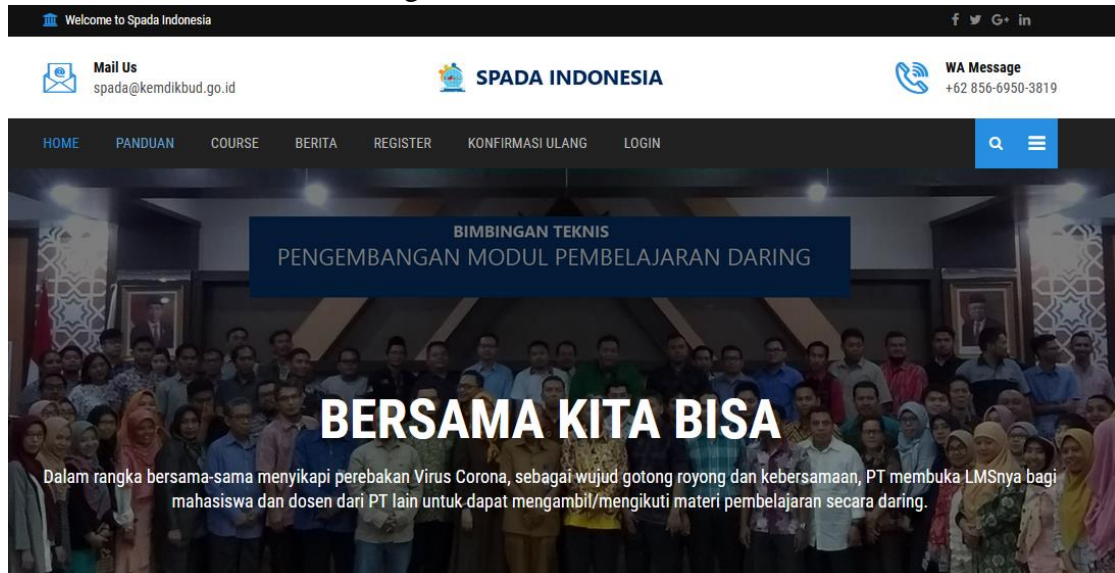 Welcome to Spada Indonesia
f G+ in
Mail Us
spada@kemdikbud.go.id
SPADA INDONESIA
WA Message
+62 856-6950-3819
HOME PANDUAN COURSE BERITA REGISTER KONFIRMASI ULANG LOGIN
BIMBINGAN TEKNIS
PENGEMBANGAN MODUL PEMBELAJARAN DARING
BERSAMA KITA BISA
Dalam rangka bersama-sama menyikapi perebakan Virus Corona, sebagai wujud gotong royong dan kebersamaan, PT membuka LMSnya bagi
mahasiswa dan dosen dari PT lain untuk dapat mengambil/mengikuti materi pembelajaran secara daring.